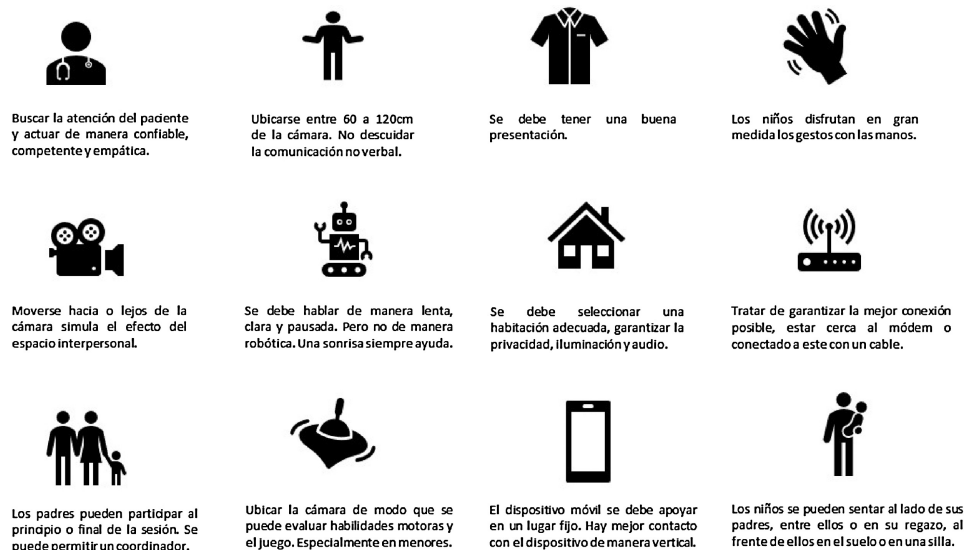 Buscar la atención del paciente
y actuar de manera confiable,
competente y empática.
Ubicarse entre 60 a 120cm
de la cámara. No descuidar
la comunicación no verbal.
Se debe tener una buena
presentación.
Los niños disfrutan en gran
medida los gestos con las manos.
Moverse hacia o lejos de la
cámara simula el efecto del
espacio interpersonal.
Se debe hablar de manera lenta,
clara y pausada. Pero no de manera
robótica. Una sonrisa siempre ayuda.
Se debe seleccionar una
habitación adecuada, garantizar la
privacidad, iluminación y audio.
Tratar de garantizar la mejor conexión
posible, estar cerca al módem o
conectado a este con un cable.
Los padres pueden participar al
principio o final de la sesión. Se
puede permitir un coordinador.
Ubicar la cámara de modo que se
puede evaluar habilidades motoras y
el juego. Especialmente en menores.
El dispositivo móvil se debe apoyar
en un lugar fijo. Hay mejor contacto
con el dispositivo de manera vertical.
Los niños se pueden sentar al lado de sus
padres, entre ellos o en su regazo, al
frente de ellos en el suelo o en una silla.